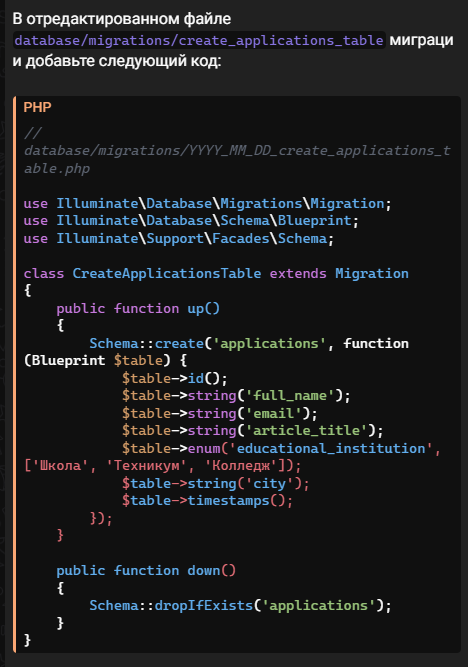 В отредактированном файле
database/migrations/create_applications_table миграци
и добавьте следующий код:
PHP
//
database/migrations/YYYY_MM_DD_create_applications_t
able.php
use Illuminate\Database\Migrations\Migration;
use Illuminate\Database\Schema\Blueprint;
use Illuminate\Support\Facades\Schema;
class CreateApplicationsTable extends Migration
{
    public function up()
    {
        Schema::create('applications', function
(Blueprint $table) {
            $table->id();
            $table->string('full_name');
            $table->string('email');
            $table->string('article_title');
            $table->enum('educational_institution',
['Школа', 'Техникум', 'Колледж']);
            $table->string('city');
            $table->timestamps();
        });
    }
    public function down()
    {
        Schema::dropIfExists('applications');
    }
}